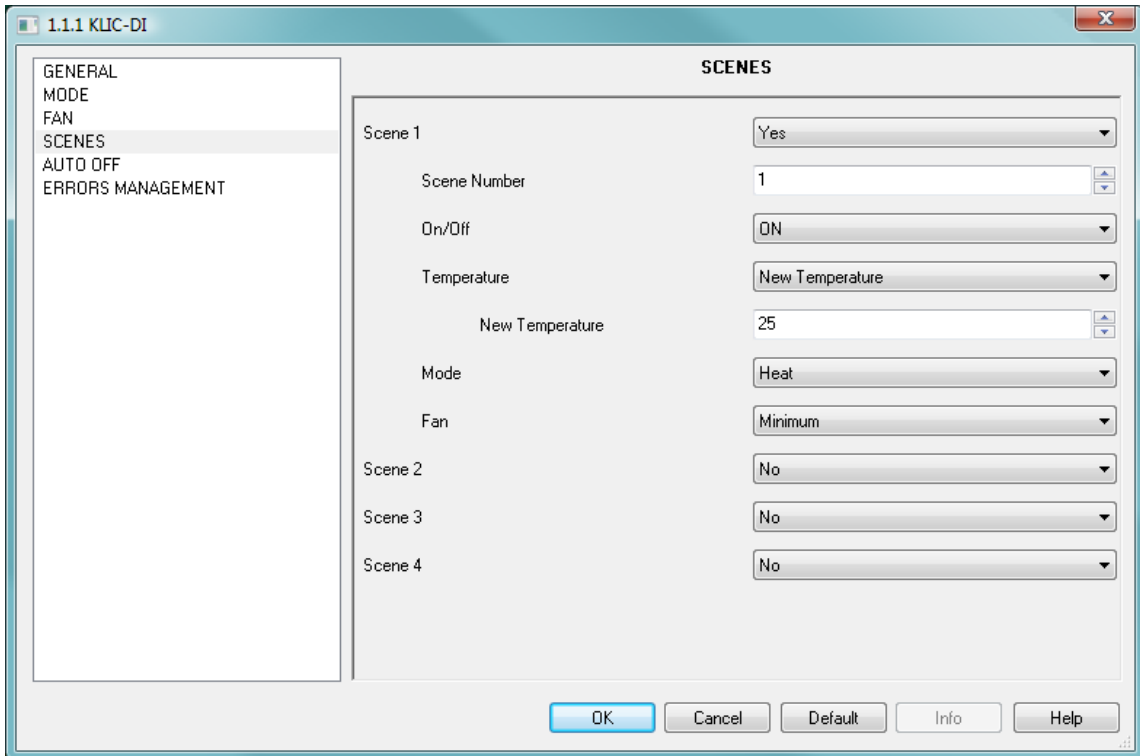 1.1.1 KLIC-DI
GENERAL
MODE
FAN
SCENES
AUTO OFF
ERRORS MANAGEMENT
SCENES
Scene 1 Yes
Scene Number 1
On/Off ON
Temperature New Temperature
New Temperature 25
Mode Heat
Fan Minimum
Scene 2 No
Scene 3 No
Scene 4 No
OK Cancel Default Info Help